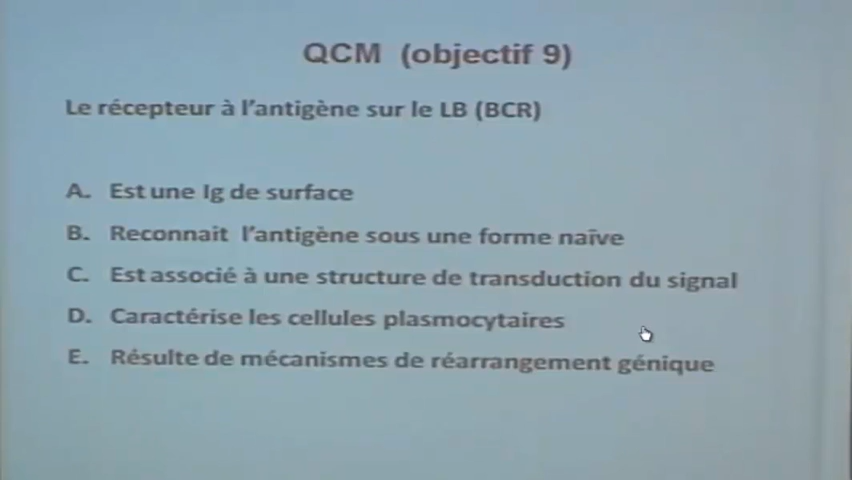 QCM (objectif 9)
Le récepteur à l'antigène sur le LB (BCR)
A. Est une Ig de surface
B. Reconnait l'antigène sous une forme naïve
C. Est associé à une structure de transduction du signal
D. Caractérise les cellules plasmocytaires
E. Résulte de mécanismes de réarrangement génique